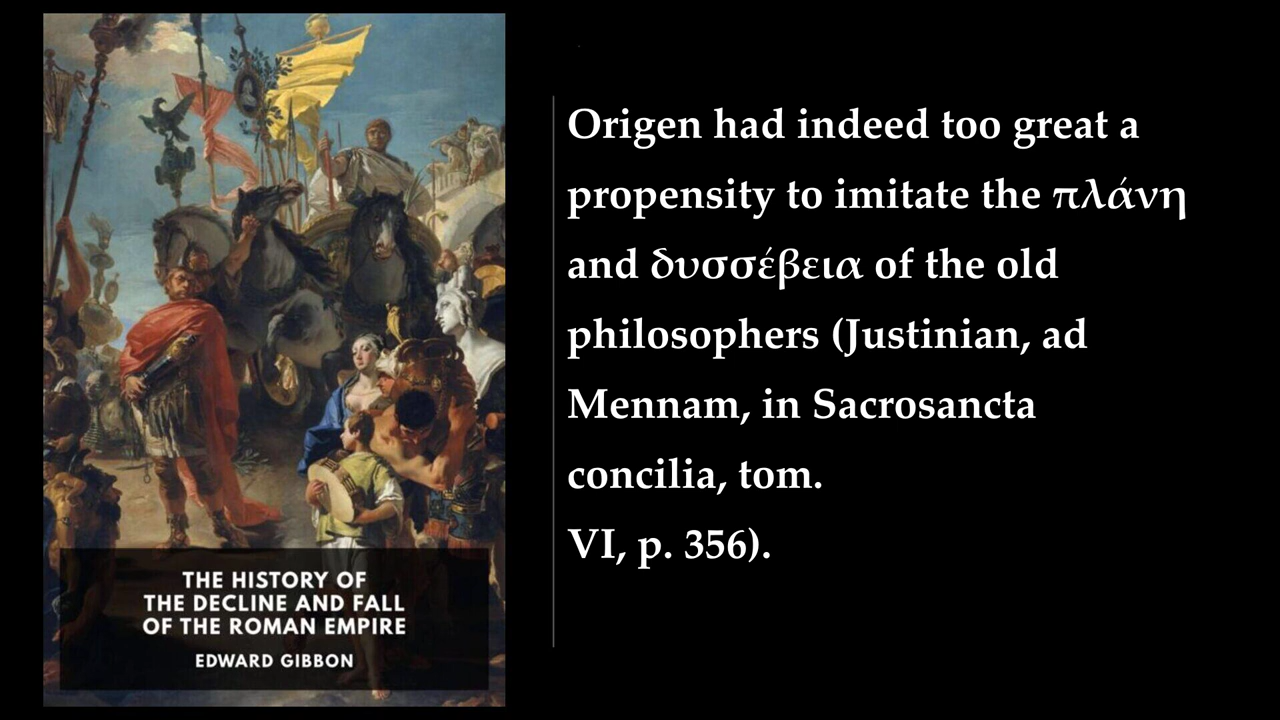 THE HISTORY OF
THE DECLINE AND FALL
OF THE ROMAN EMPIRE
EDWARD GIBBON
Origen had indeed too great a
propensity to imitate the πλάνη
and δυσσέβεια of the old
philosophers (Justinian, ad
Mennam, in Sacrosancta
concilia, tom.
VI, p. 356).